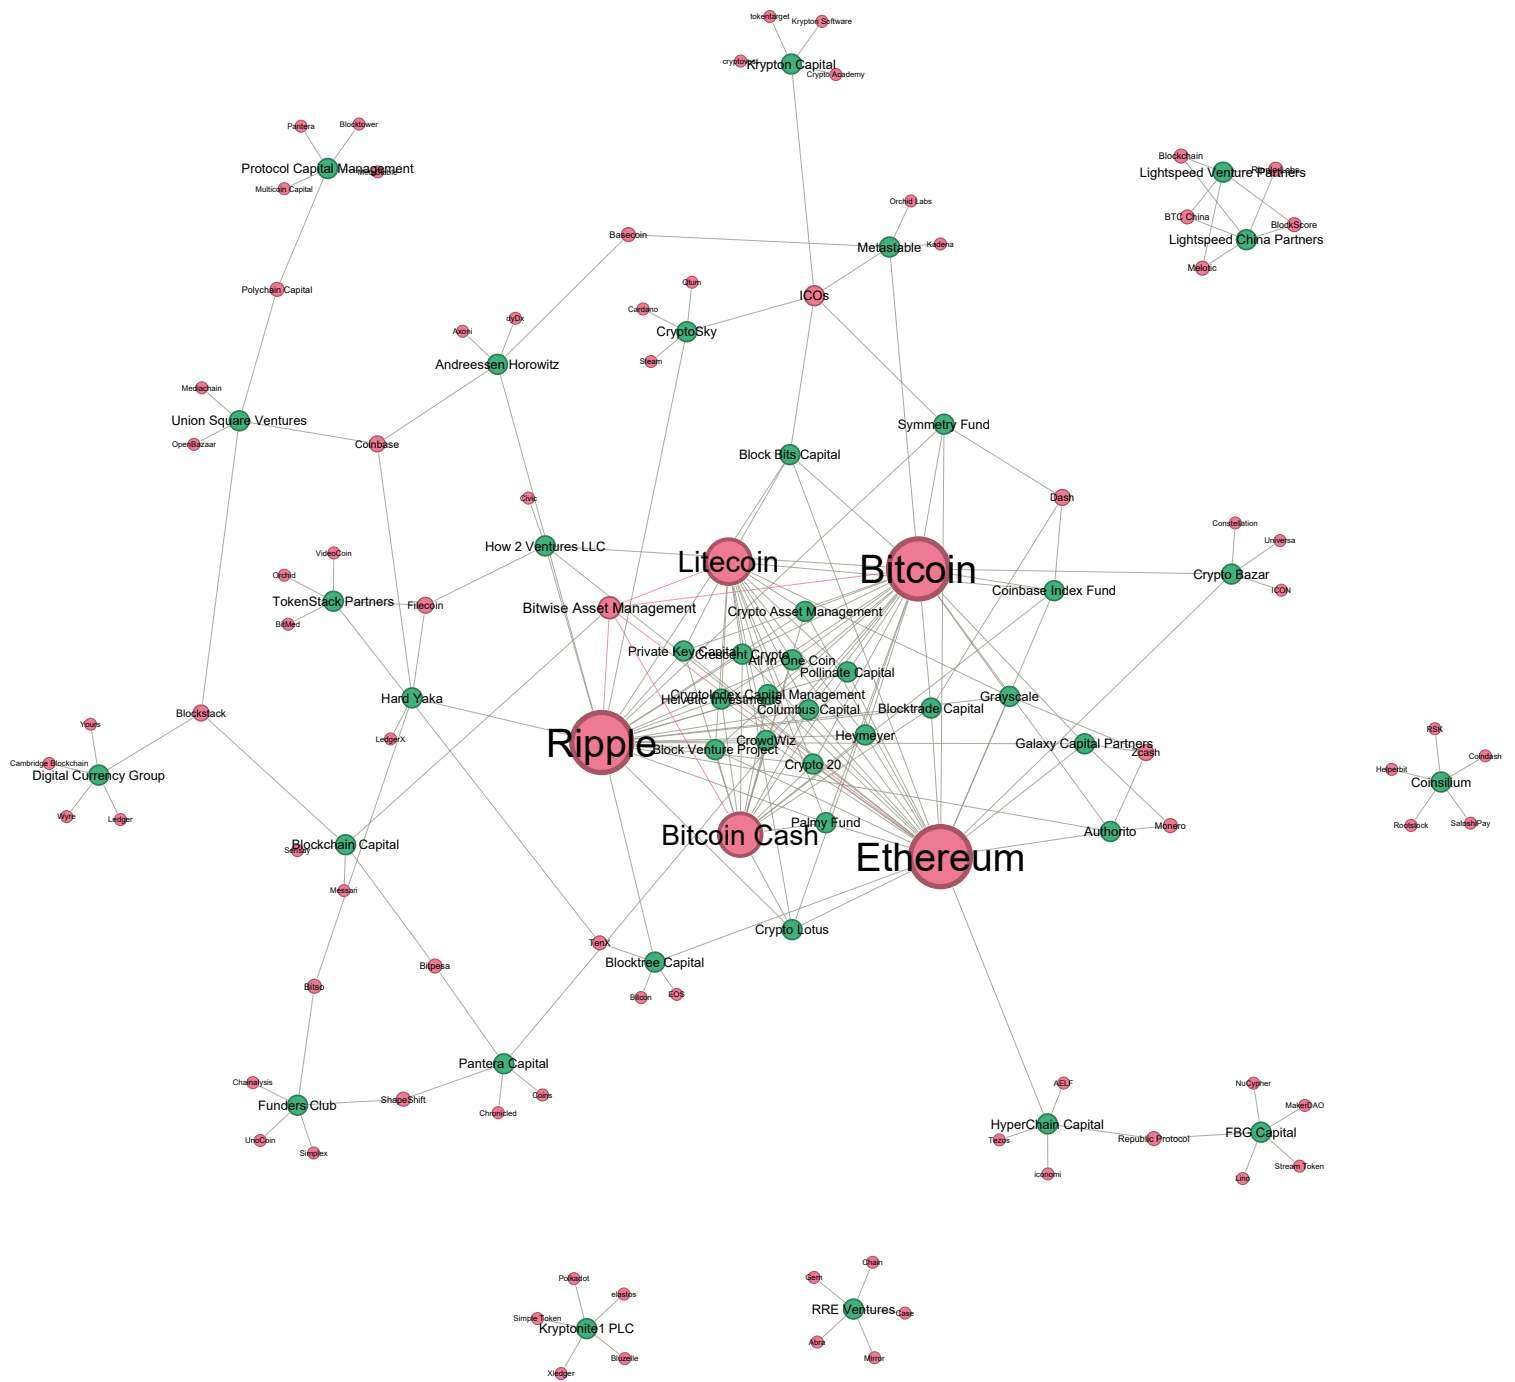 tokentarget
Krypton Software
Krypton Capital
Crypto Academy
Pantera
Blocktower
Protocol Capital Management
Multicoin Capital
Blockchain
Lightspeed Venture Partners
BTC China
BlockScore
Lightspeed China Partners
Melotic
Orchid Labs
Basecoin
Metastable
Kadena
Qtum
Polychain Capital
ICOs
Cardano
CryptoSky
Steam
Axoni
dyDx
Andreessen Horowitz
Mediachain
Union Square Ventures
OpenBazaar
Coinbase
Symmetry Fund
Block Bits Capital
Civic
Dash
Constellation
Universa
How 2 Ventures LLC
VideoCoin
Litecoin
Bitcoin
Crypto Bazar
Orchid
ICON
Coinbase Index Fund
TokenStack Partners
Filecoin
Bitwise Asset Management
Crypto Asset Management
BitMed
Private Key Capital
Crescent Crypto
All In One Coin
Pollinate Capital
CryptoIndex Capital Management
Hard Yaka
Helvetic Investments
Grayscale
Columbus Capital
Blocktrade Capital
Blockstack
Yours
LedgerX
RSK
Ripple
Block Venture Project
CrowdWiz
Heymeyer
Galaxy Capital Partners
Zcash
Coindash
Cambridge Blockchain
Crypto 20
Helperbit
Digital Currency Group
Coinsilium
Wyre
Ledger
Palmy Fund
Rootstock
SatoshiPay
Bitcoin Cash
Authorito
Monero
Blockchain Capital
Sensay
Ethereum
Messari
Crypto Lotus
TenX
Blocktree Capital
Bitpesa
Bitso
Bitcon
EOS
Pantera Capital
Chainalysis
Coins
AELF
NuCypher
Funders Club
ShapeShift
Chronicled
MakerDAO
HyperChain Capital
UnoCoin
Simplex
Tezos
Republic Protocol
FBG Capital
iconomi
Lino
Stream Token
Chain
Polkadot
Gem
elastos
Simple Token
RRE Ventures
Case
Kryptonite1 PLC
Abra
Mirror
Bluzelle
Xledger